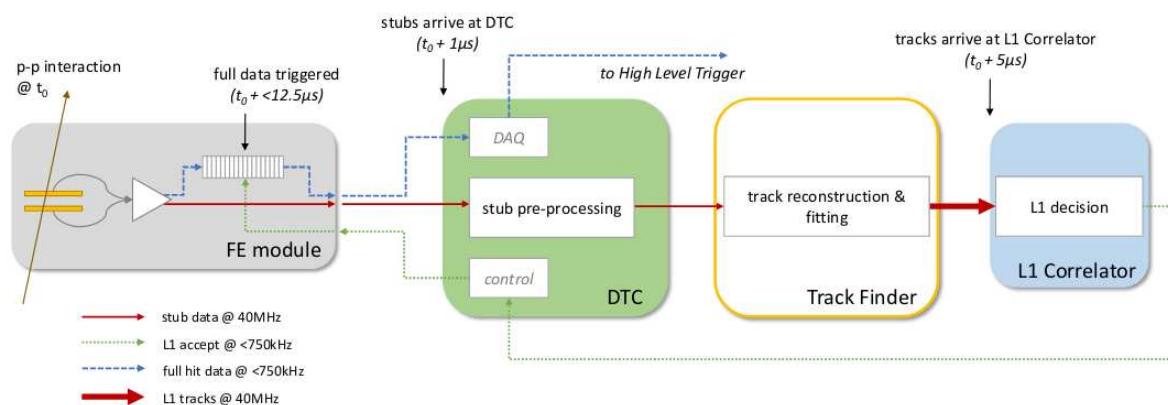 stubs arrive at DTC
(t0 + 1µs)
tracks arrive at L1 Correlator
(t0 + 5µs)
p-p interaction
@ t0
full data triggered
(t0 + <12.5µs)
to High Level Trigger
DAQ
stub pre-processing
track reconstruction &
fitting
L1 decision
FE module
control
DTC
Track Finder
L1 Correlator
stub data @ 40MHz
L1 accept @ <750kHz
full hit data @ <750kHz
L1 tracks @ 40MHz